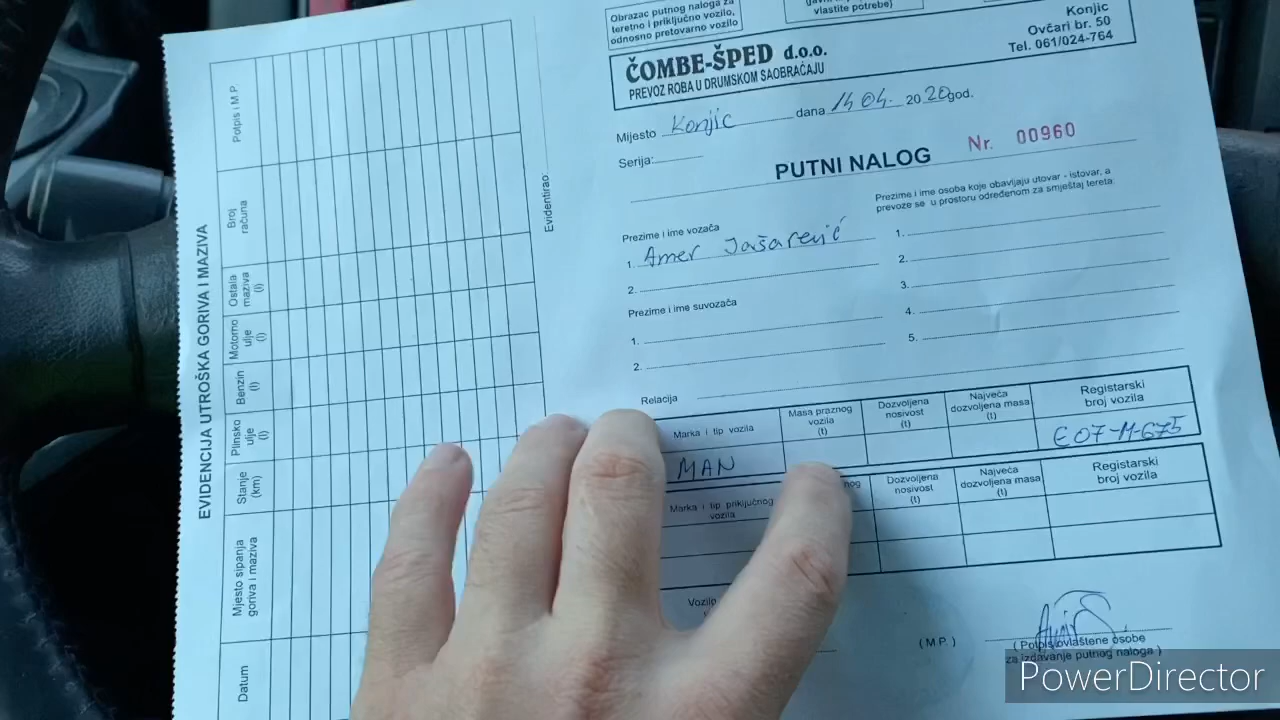 Obrazac putnog naloga za
teretno i priključno vozilo,
odnosno pretovarno vozilo
vlastite potrebe)
Konjic
Ovčari br. 50
Tel. 061/024-764
ČOMBE-ŠPED d.o.o.
PREVOZ ROBA U DRUMSKOM SAOBRAĆAJU
Mijesto Konjic dana 14 04. 2020 god.
Serija:
PUTNI NALOG Nr. 00960
Prezime i ime vozača
1. Amer Jašarević
2.
Prezime i ime suvozača
1.
2.
Prezime i ime osoba koje obavljaju utovar - istovar, a
prevoze se u prostoru određenom za smještaj tereta:
1.
2.
3.
4.
5.
Relacija
Marka i tip vozila
Masa praznog
vozila
(t)
Dozvoljena
nosivost
(t)
Najveća
dozvoljena masa
(t)
Registarski
broj vozila
MAN
E07-M-675
Marka i tip priključnog
vozila
Dozvoljena
nosivost
(t)
Najveća
dozvoljena masa
(t)
Registarski
broj vozila
Vozilo
(M.P.)
(Potpis ovlaštene osobe
za izdavanje putnog naloga)
EVIDENCIJA UTROŠKA GORIVA I MAZIVA
Datum
Mjesto sipanja
goriva i maziva
Stanje
(km)
Plinsko
ulje
(l)
Benzin
(l)
Motorno
ulje
(l)
Ostala
maziva
(l)
Broj
računa
Potpis i M.P.
Evidentirao
PowerDirector